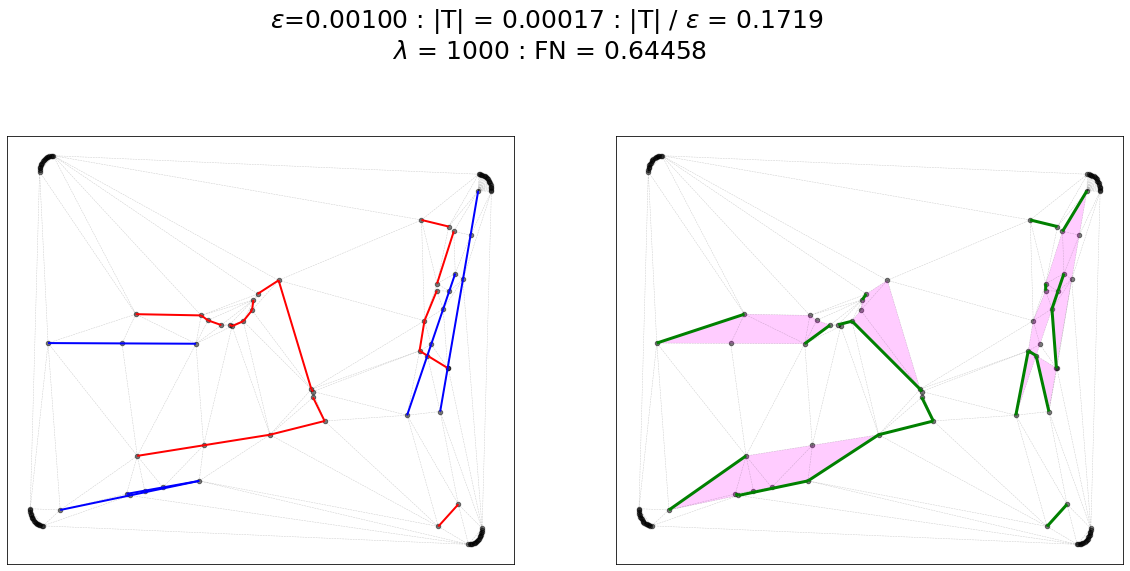 ε=0.00100 : |T| = 0.00017 : |T| / ε = 0.1719
λ = 1000 : FN = 0.64458